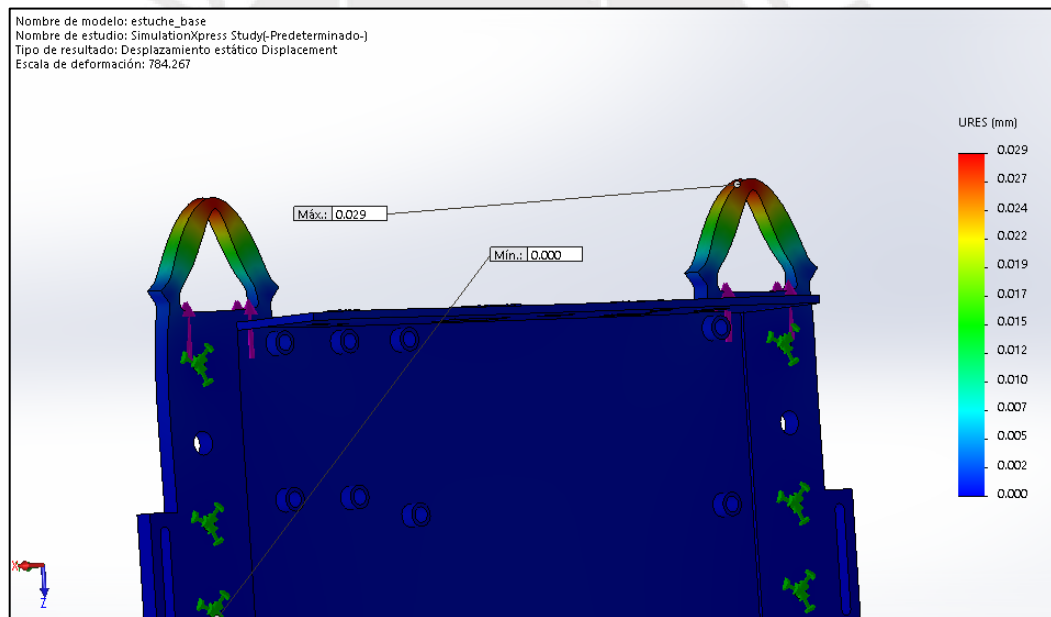 Nombre de modelo: estuche_base
Nombre de estudio: SimulationXpress Study(-Predeterminado-)
Tipo de resultado: Desplazamiento estático Displacement
Escala de deformación: 784.267
URES (mm)
0.029
0.027
0.024
0.022
0.019
0.017
0.015
0.012
0.010
0.007
0.005
0.002
0.000
Máx.: 0.029
Mín.: 0.000
X
Z